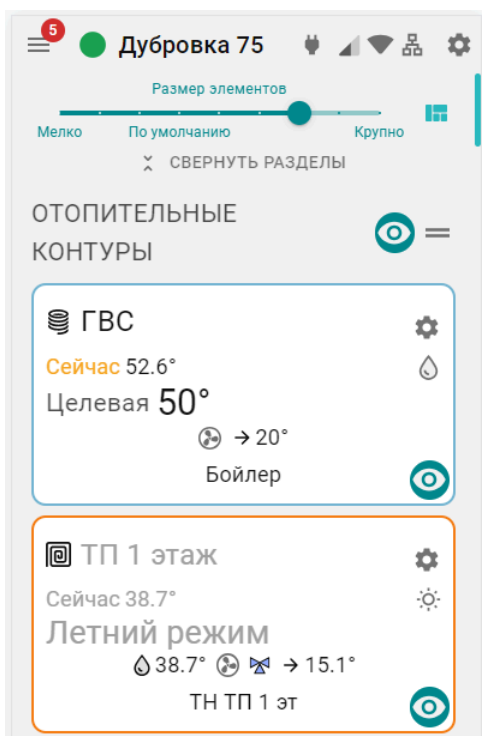 5
Дубровка 75
Размер элементов
Мелко По умолчанию Крупно
СВЕРНУТЬ РАЗДЕЛЫ
ОТОПИТЕЛЬНЫЕ
КОНТУРЫ
ГВС
Сейчас 52.6°
Целевая 50°
→ 20°
Бойлер
ТП 1 этаж
Сейчас 38.7°
Летний режим
38.7° → 15.1°
ТН ТП 1 эт